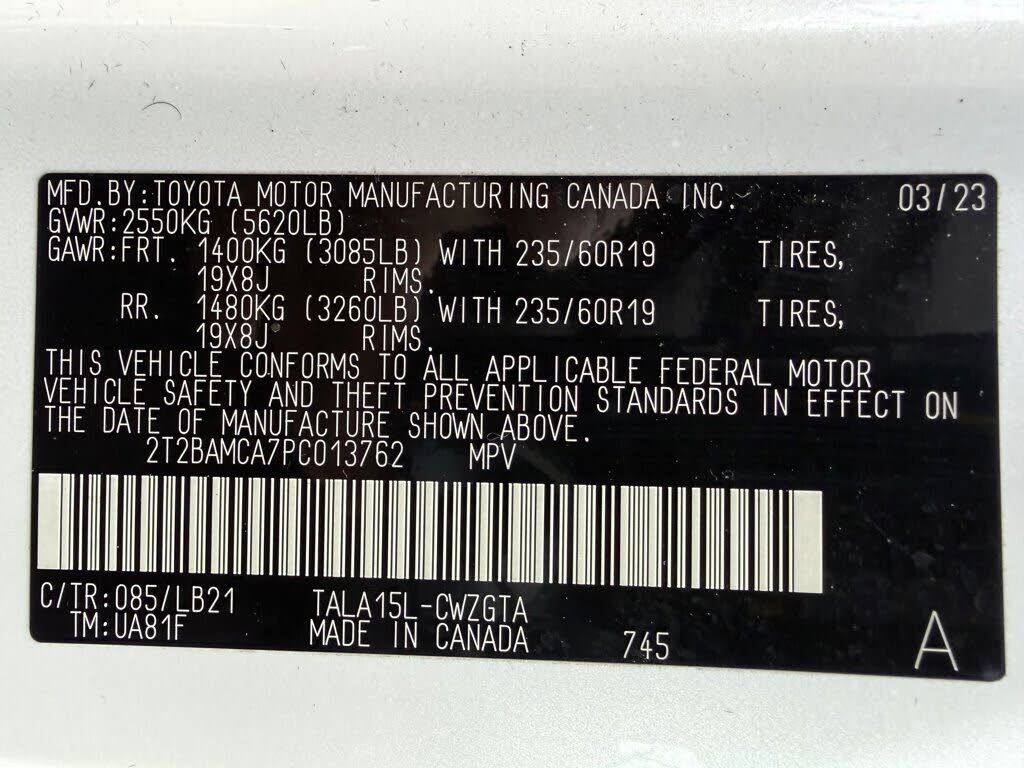 MFD.BY:TOYOTA MOTOR MANUFACTURING CANADA INC. 03/23
GVWR:2550KG (5620LB)
GAWR:FRT. 1400KG (3085LB) WITH 235/60R19 TIRES,
19X8J RIMS.
RR. 1480KG (3260LB) WITH 235/60R19 TIRES,
19X8J RIMS.
THIS VEHICLE CONFORMS TO ALL APPLICABLE FEDERAL MOTOR
VEHICLE SAFETY AND THEFT PREVENTION STANDARDS IN EFFECT ON
THE DATE OF MANUFACTURE SHOWN ABOVE.
2T2BAMCA7PC013762 MPV
C/TR:085/LB21 TALA15L-CWZGTA
TM:UA81F MADE IN CANADA 745 A